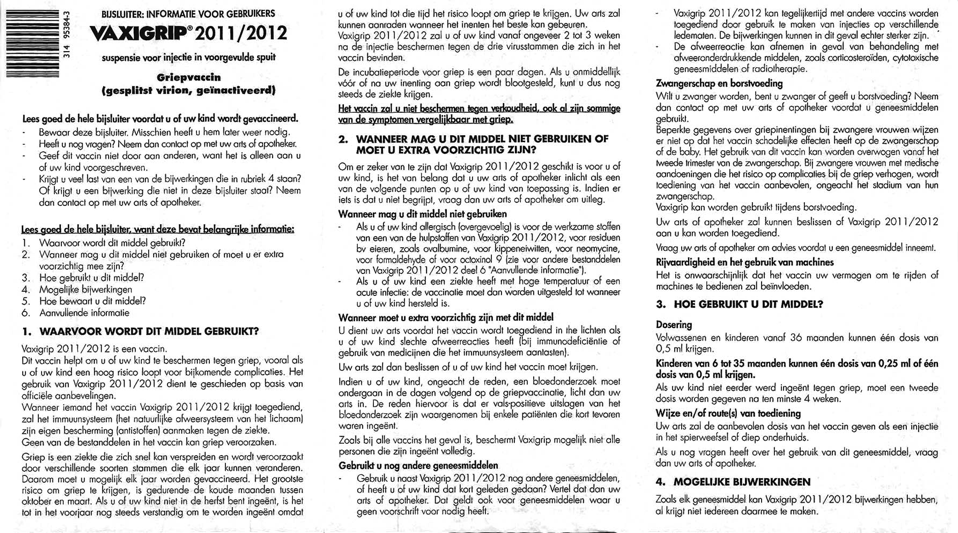 314 95384-3
BIJSLUITER: INFORMATIE VOOR GEBRUIKERS
VAXIGRIP® 2011/2012
suspensie voor injectie in voorgevulde spuit
Griepvaccin
(gesplitst virion, geïnactiveerd)
Lees goed de hele bijsluiter voordat u of uw kind wordt gevaccineerd.
- Bewaar deze bijsluiter. Misschien heeft u hem later weer nodig.
- Heeft u nog vragen? Neem dan contact op met uw arts of apotheker.
- Geef dit vaccin niet door aan anderen, want het is alleen aan u
of uw kind voorgeschreven.
- Krijgt u veel last van een van de bijwerkingen die in rubriek 4 staan?
Of krijgt u een bijwerking die niet in deze bijsluiter staat? Neem
dan contact op met uw arts of apotheker.
Lees goed de hele bijsluiter, want deze bevat belangrijke informatie:
1. Waarvoor wordt dit middel gebruikt?
2. Wanneer mag u dit middel niet gebruiken of moet u er extra
voorzichtig mee zijn?
3. Hoe gebruikt u dit middel?
4. Mogelijke bijwerkingen
5. Hoe bewaart u dit middel?
6. Aanvullende informatie
1. WAARVOOR WORDT DIT MIDDEL GEBRUIKT?
Vaxigrip 2011/2012 is een vaccin.
Dit vaccin helpt om u of uw kind te beschermen tegen griep, vooral als
u of uw kind een hoog risico loopt voor bijkomende complicaties. Het
gebruik van Vaxigrip 2011/2012 dient te geschieden op basis van
officiële aanbevelingen.
Wanneer iemand het vaccin Vaxigrip 2011/2012 krijgt toegediend,
zal het immuunsysteem (het natuurlijke afweersysteem van het lichaam)
zijn eigen bescherming (antistoffen) aanmaken tegen de ziekte.
Geen van de bestanddelen in het vaccin kan griep veroorzaken.
Griep is een ziekte die zich snel kan verspreiden en wordt veroorzaakt
door verschillende soorten stammen die elk jaar kunnen veranderen.
Daarom moet u mogelijk elk jaar worden gevaccineerd. Het grootste
risico om griep te krijgen, is gedurende de koude maanden tussen
oktober en maart. Als u of uw kind niet in de herfst bent ingeënt, is het
tot in het voorjaar nog steeds verstandig om te worden ingeënt omdat
u of uw kind tot die tijd het risico loopt om griep te krijgen. Uw arts zal
kunnen aanraden wanneer het inenten het beste kan gebeuren.
Vaxigrip 2011/2012 zal u of uw kind vanaf ongeveer 2 tot 3 weken
na de injectie beschermen tegen de drie virusstammen die zich in het
vaccin bevinden.
De incubatieperiode voor griep is een paar dagen. Als u onmiddellijk
vóór of na uw inenting aan griep wordt blootgesteld, kunt u dus nog
steeds de ziekte krijgen.
Het vaccin zal u niet beschermen tegen verkoudheid, ook al zijn sommige
van de symptomen vergelijkbaar met griep.
2. WANNEER MAG U DIT MIDDEL NIET GEBRUIKEN OF
MOET U EXTRA VOORZICHTIG ZIJN?
Om er zeker van te zijn dat Vaxigrip 2011/2012 geschikt is voor u of
uw kind, is het van belang dat u uw arts of apotheker inlicht als een
van de volgende punten op u of uw kind van toepassing is. Indien er
iets is dat u niet begrijpt, vraag dan uw arts of apotheker om uitleg.
Wanneer mag u dit middel niet gebruiken
- Als u of uw kind allergisch (overgevoelig) is voor de werkzame stoffen
van een van de hulpstoffen van Vaxigrip 2011/2012, voor residuen
bv eieren, zoals ovalbumine, voor kippeneiwitten, voor neomycine,
voor formaldehyde of voor octoxinol 9 (zie voor andere bestanddelen
van Vaxigrip 2011/2012 deel 6 "Aanvullende informatie").
- Als u of uw kind een ziekte heeft met hoge temperatuur of een
acute infectie: de vaccinatie moet dan worden uitgesteld tot wanneer
u of uw kind hersteld is.
Wanneer moet u extra voorzichtig zijn met dit middel
U dient uw arts voordat het vaccin wordt toegediend in the lichten als
u of uw kind slechte afweerreacties heeft (bij immunodeficiëntie of
gebruik van medicijnen die het immuunsysteem aantasten).
Uw arts zal dan beslissen of u of uw kind het vaccin moet krijgen.
Indien u of uw kind, ongeacht de reden, een bloedonderzoek moet
ondergaan in de dagen volgend op de griepvaccinatie, licht dan uw
arts in. De reden hiervoor is dat er vals-positieve uitslagen van het
bloedonderzoek zijn waargenomen bij enkele patiënten die kort tevoren
waren ingeënt.
Zoals bij alle vaccins het geval is, beschermt Vaxigrip mogelijk niet alle
personen die zijn ingeënt volledig.
Gebruikt u nog andere geneesmiddelen
- Gebruikt u naast Vaxigrip 2011/2012 nog andere geneesmiddelen,
of heeft u of uw kind dat kort geleden gedaan? Vertel dat dan uw
arts of apotheker. Dat geldt ook voor geneesmiddelen waar u
geen voorschrift voor nodig heeft.
- Vaxigrip 2011/2012 kan tegelijkertijd met andere vaccins worden
toegediend door gebruik te maken van injecties op verschillende
ledematen. De bijwerkingen kunnen in dit geval echter sterker zijn.
- De afweerreactie kan afnemen in geval van behandeling met
afweeronderdrukkende middelen, zoals corticosteroïden, cytotoxische
geneesmiddelen of radiotherapie.
Zwangerschap en borstvoeding
Wilt u zwanger worden, bent u zwanger of geeft u borstvoeding? Neem
dan contact op met uw arts of apotheker voordat u geneesmiddelen
gebruikt.
Beperkte gegevens over griepinentingen bij zwangere vrouwen wijzen
er niet op dat het vaccin schadelijke effecten heeft op de zwangerschap
of de baby. Het gebruik van dit vaccin kan worden overwogen vanaf het
tweede trimester van de zwangerschap. Bij zwangere vrouwen met medische
aandoeningen die het risico op complicaties bij de griep verhogen, wordt
toediening van het vaccin aanbevolen, ongeacht het stadium van hun
zwangerschap.
Vaxigrip kan worden gebruikt tijdens borstvoeding.
Uw arts of apotheker zal kunnen beslissen of Vaxigrip 2011/2012
aan u kan worden toegediend.
Vraag uw arts of apotheker om advies voordat u een geneesmiddel inneemt.
Rijvaardigheid en het gebruik van machines
Het is onwaarschijnlijk dat het vaccin uw vermogen om te rijden of
machines te bedienen zal beïnvloeden.
3. HOE GEBRUIKT U DIT MIDDEL?
Dosering
Volwassenen en kinderen vanaf 36 maanden kunnen één dosis van
0,5 ml krijgen.
Kinderen van 6 tot 35 maanden kunnen één dosis van 0,25 ml of één
dosis van 0,5 ml krijgen.
Als uw kind niet eerder werd ingeënt tegen griep, moet een tweede
dosis worden gegeven na ten minste 4 weken.
Wijze en/of route(s) van toediening
Uw arts zal de aanbevolen dosis van het vaccin geven als een injectie
in het spierweefsel of diep onderhuids.
Als u nog vragen heeft over het gebruik van dit geneesmiddel, vraag
dan uw arts of apotheker.
4. MOGELIJKE BIJWERKINGEN
Zoals elk geneesmiddel kan Vaxigrip 2011/2012 bijwerkingen hebben,
al krijgt niet iedereen daarmee te maken.